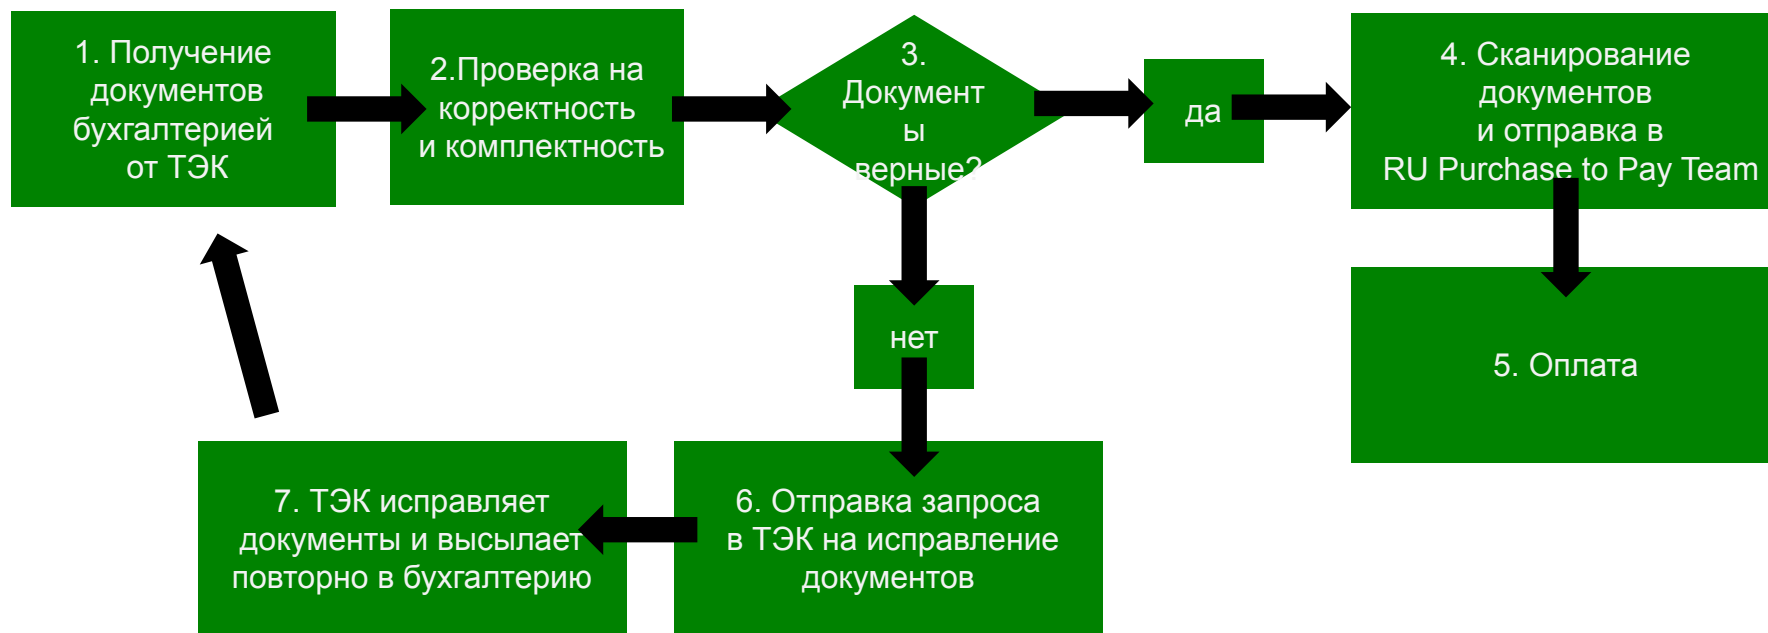 1. Получение
документов
бухгалтерией
от ТЭК
2.Проверка на
корректность
и комплектность
3.
Документ
ы
верные?
да
4. Сканирование
документов
и отправка в
RU Purchase to Pay Team
нет
5. Оплата
7. ТЭК исправляет
документы и высылает
повторно в бухгалтерию
6. Отправка запроса
в ТЭК на исправление
документов